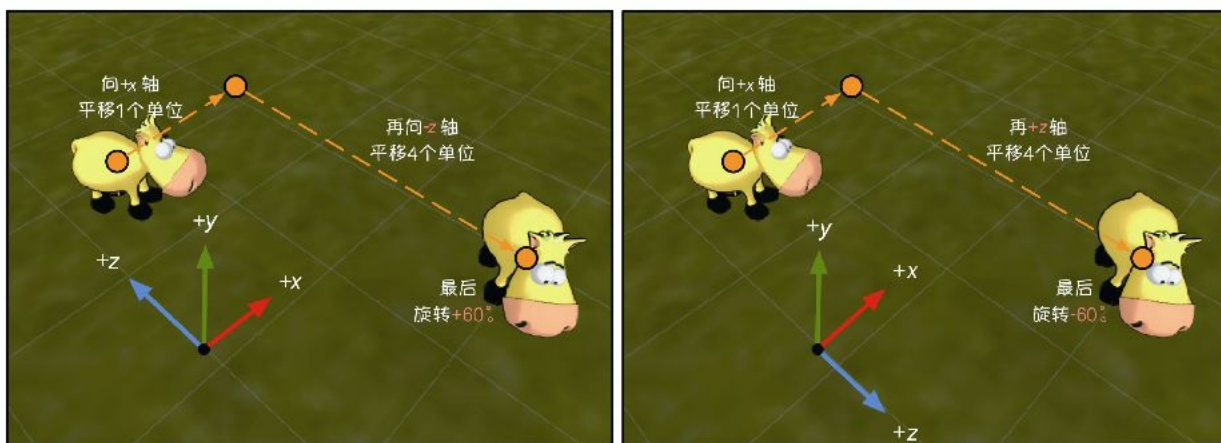 向+x 轴
平移1个单位
再向-z 轴
平移4个单位
+y
+z
+x
最后
旋转+60°。
向+x 轴
平移1个单位
再+z 轴
平移4个单位
+y
+x
最后
旋转-60°。
+z